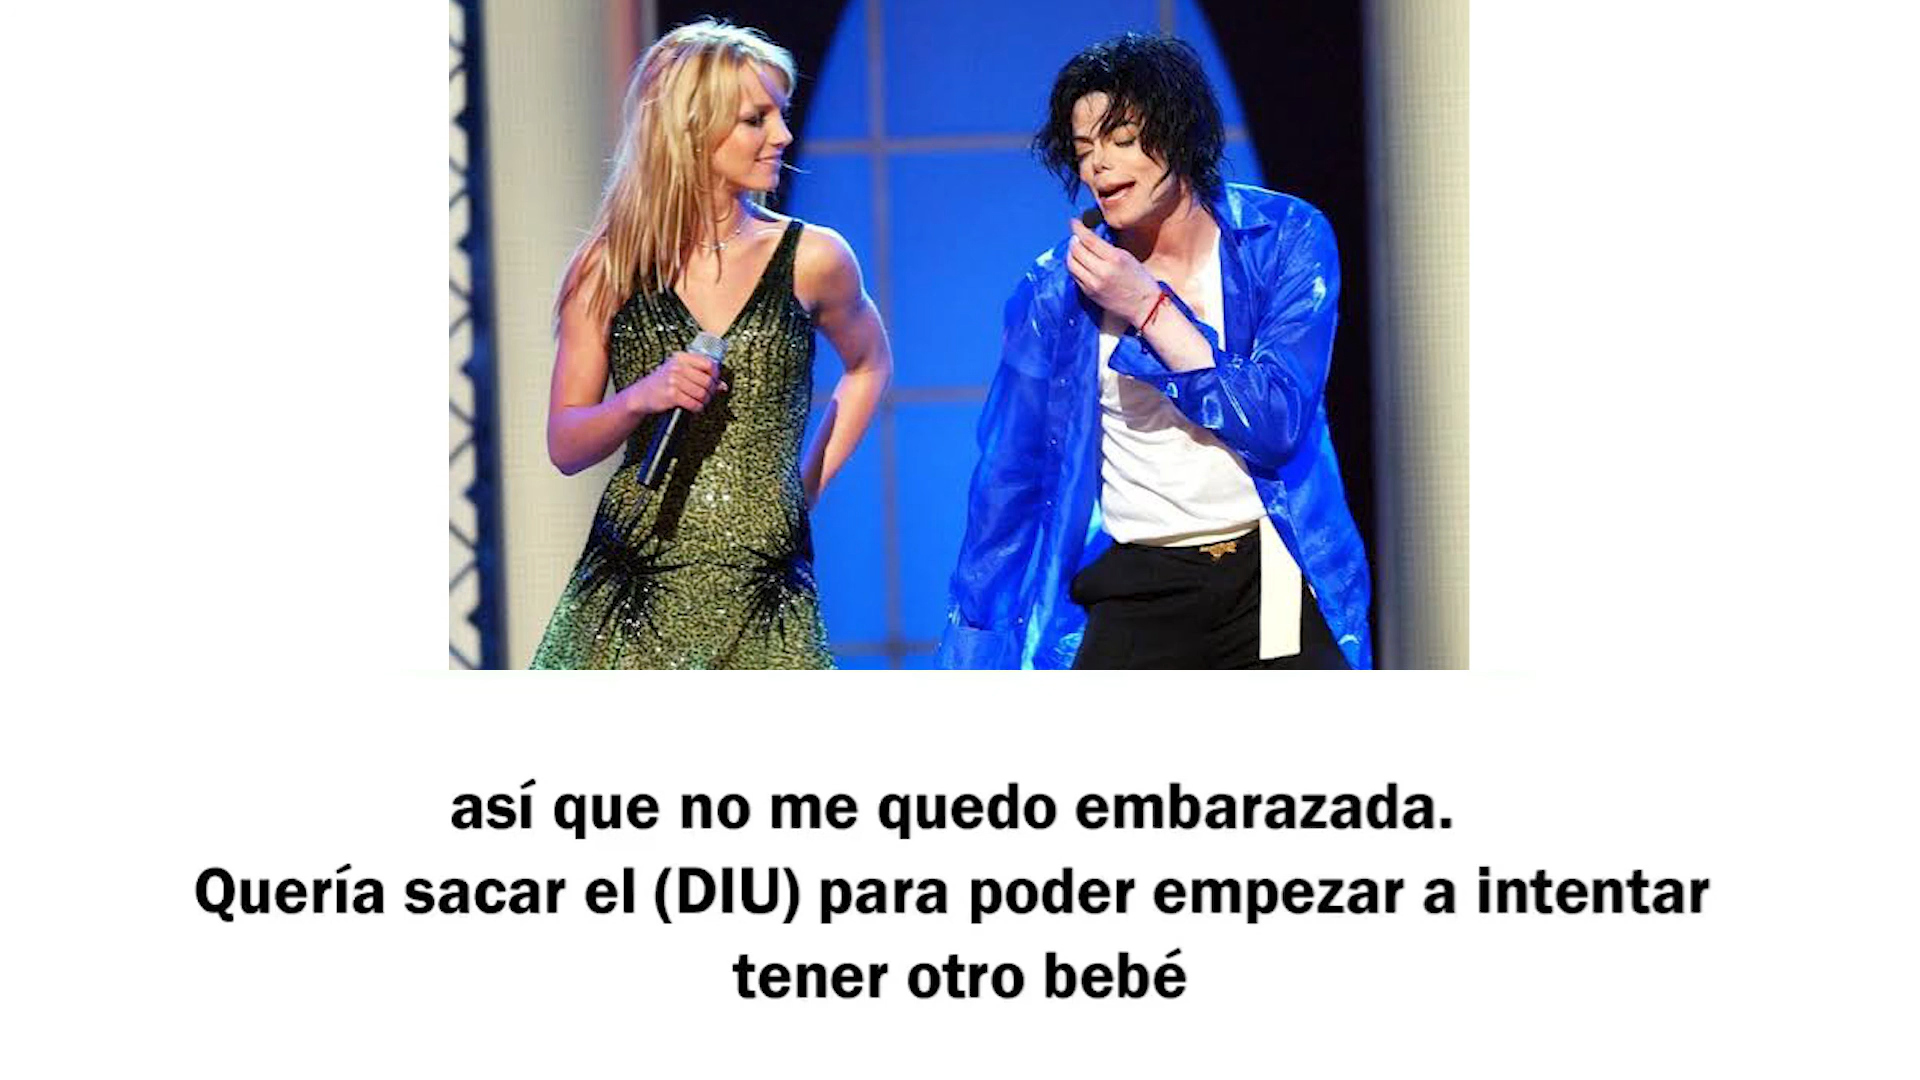 así que no me quedo embarazada.
Quería sacar el (DIU) para poder empezar a intentar
tener otro bebé